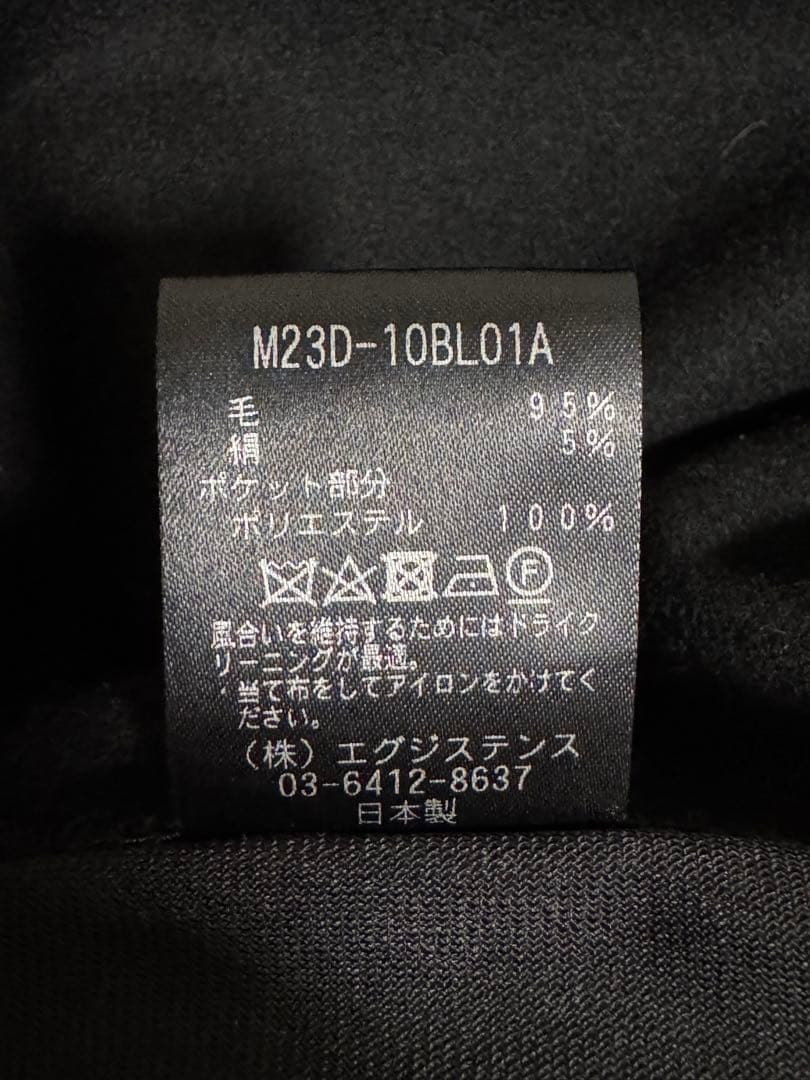 M23D-10BL01A
毛 95%
絹 5%
ポケット部分
ポリエステル 100%
F
風合いを維持するためにはドライク
リーニングが最適。
当て布をしてアイロンをかけてく
ださい。
（株）エグジステンス
03-6412-8637
日本製